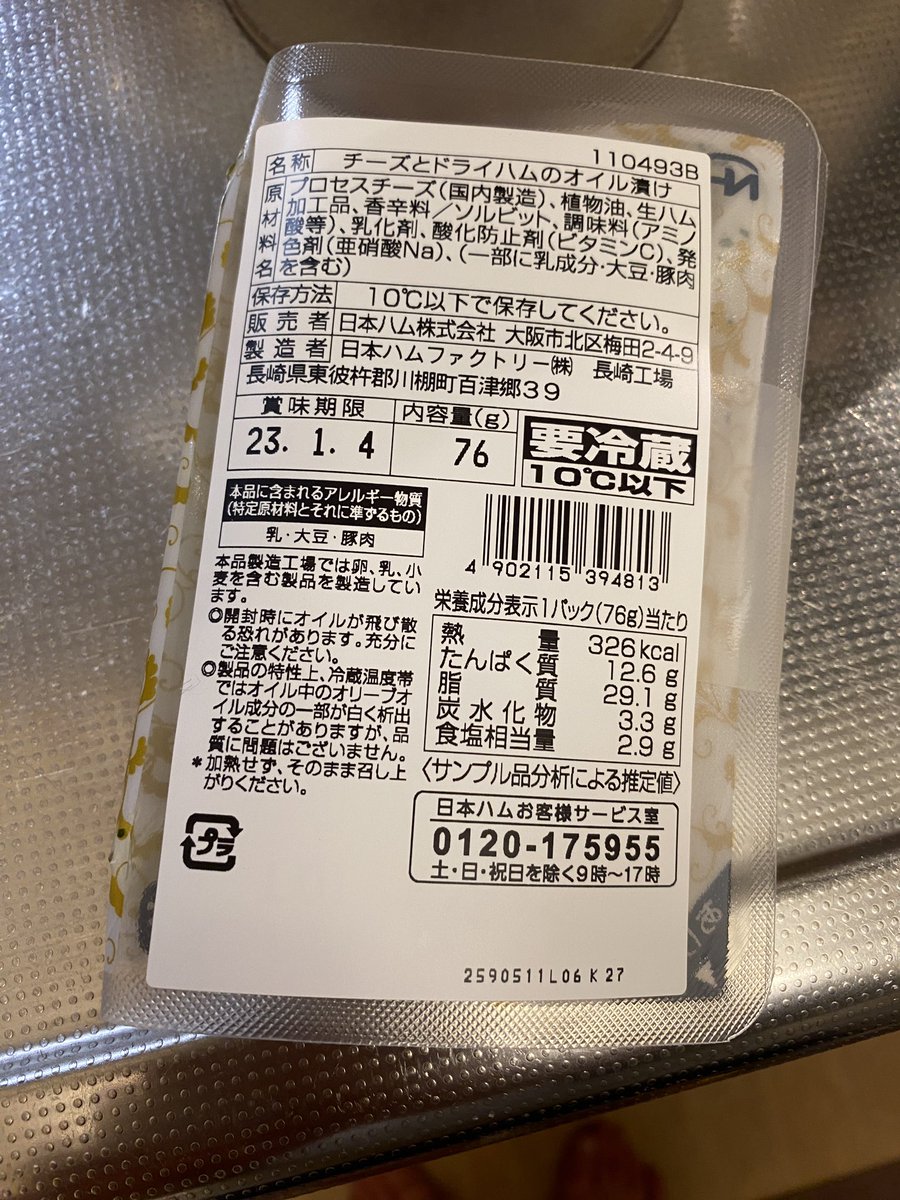 110493B
名称 チーズとドライハムのオイル漬け
原材料名 プロセスチーズ(国内製造)、植物油、生ハム
加工品、香辛料／ソルビット、調味料(アミノ
酸等)、乳化剤、酸化防止剤(ビタミンC)、発
色剤(亜硝酸Na)、(一部に乳成分・大豆・豚肉
を含む)
保存方法 10℃以下で保存してください。
販売者 日本ハム株式会社 大阪市北区梅田2-4-9
製造者 日本ハムファクトリー㈱ 長崎工場
長崎県東彼杵郡川棚町百津郷39
賞味期限 内容量(g)
23. 1. 4 76
要冷蔵
10℃以下
本品に含まれるアレルギー物質
(特定原材料とそれに準ずるもの)
乳・大豆・豚肉
本品製造工場では卵、乳、小
麦を含む製品を製造してい
ます。
◎開封時にオイルが飛び散
る恐れがあります。充分に
ご注意ください。
◎製品の特性上、冷蔵温度帯
ではオイル中のオリーブオ
イル成分の一部が白く析出
することがありますが、品
質に問題はございません。
*加熱せず、そのまま召し上
がりください。
プラ
4 902115 394813
栄養成分表示1パック(76g)当たり
熱量 326kcal
たんぱく質 12.6g
脂質 29.1g
炭水化物 3.3g
食塩相当量 2.9g
〈サンプル品分析による推定値〉
日本ハムお客様サービス室
0120-175955
土・日・祝日を除く9時〜17時
2590511L06 K 27